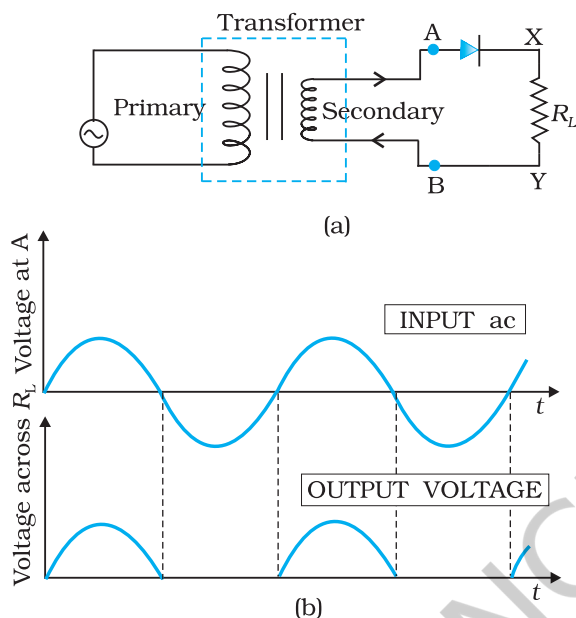 Transformer
A
X
Primary
Secondary
R_L
B
Y
(a)
Voltage at A
INPUT ac
t
Voltage across R_L
OUTPUT VOLTAGE
t
(b)